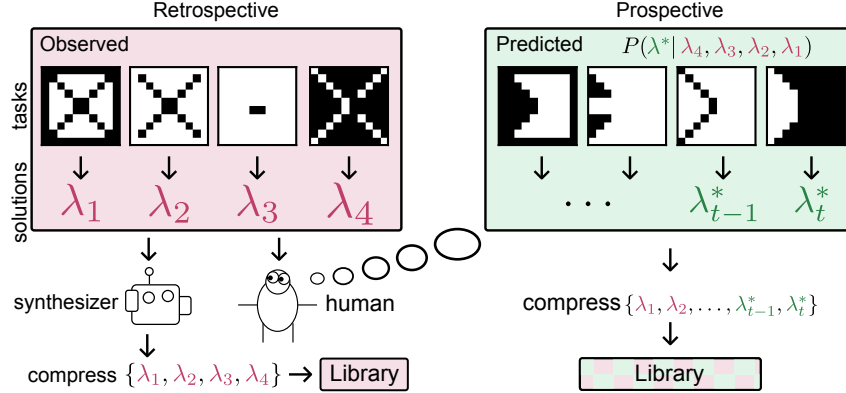 Retrospective
Prospective
Observed
Predicted
P(λ*| λ₄, λ₃, λ₂, λ₁)
tasks
solutions
λ₁ λ₂ λ₃ λ₄
. . . λ*ₜ₋₁ λ*ₜ
synthesizer
human
compress {λ₁, λ₂, λ₃, λ₄}
Library
compress {λ₁, λ₂, . . . , λ*ₜ₋₁, λ*ₜ}
Library